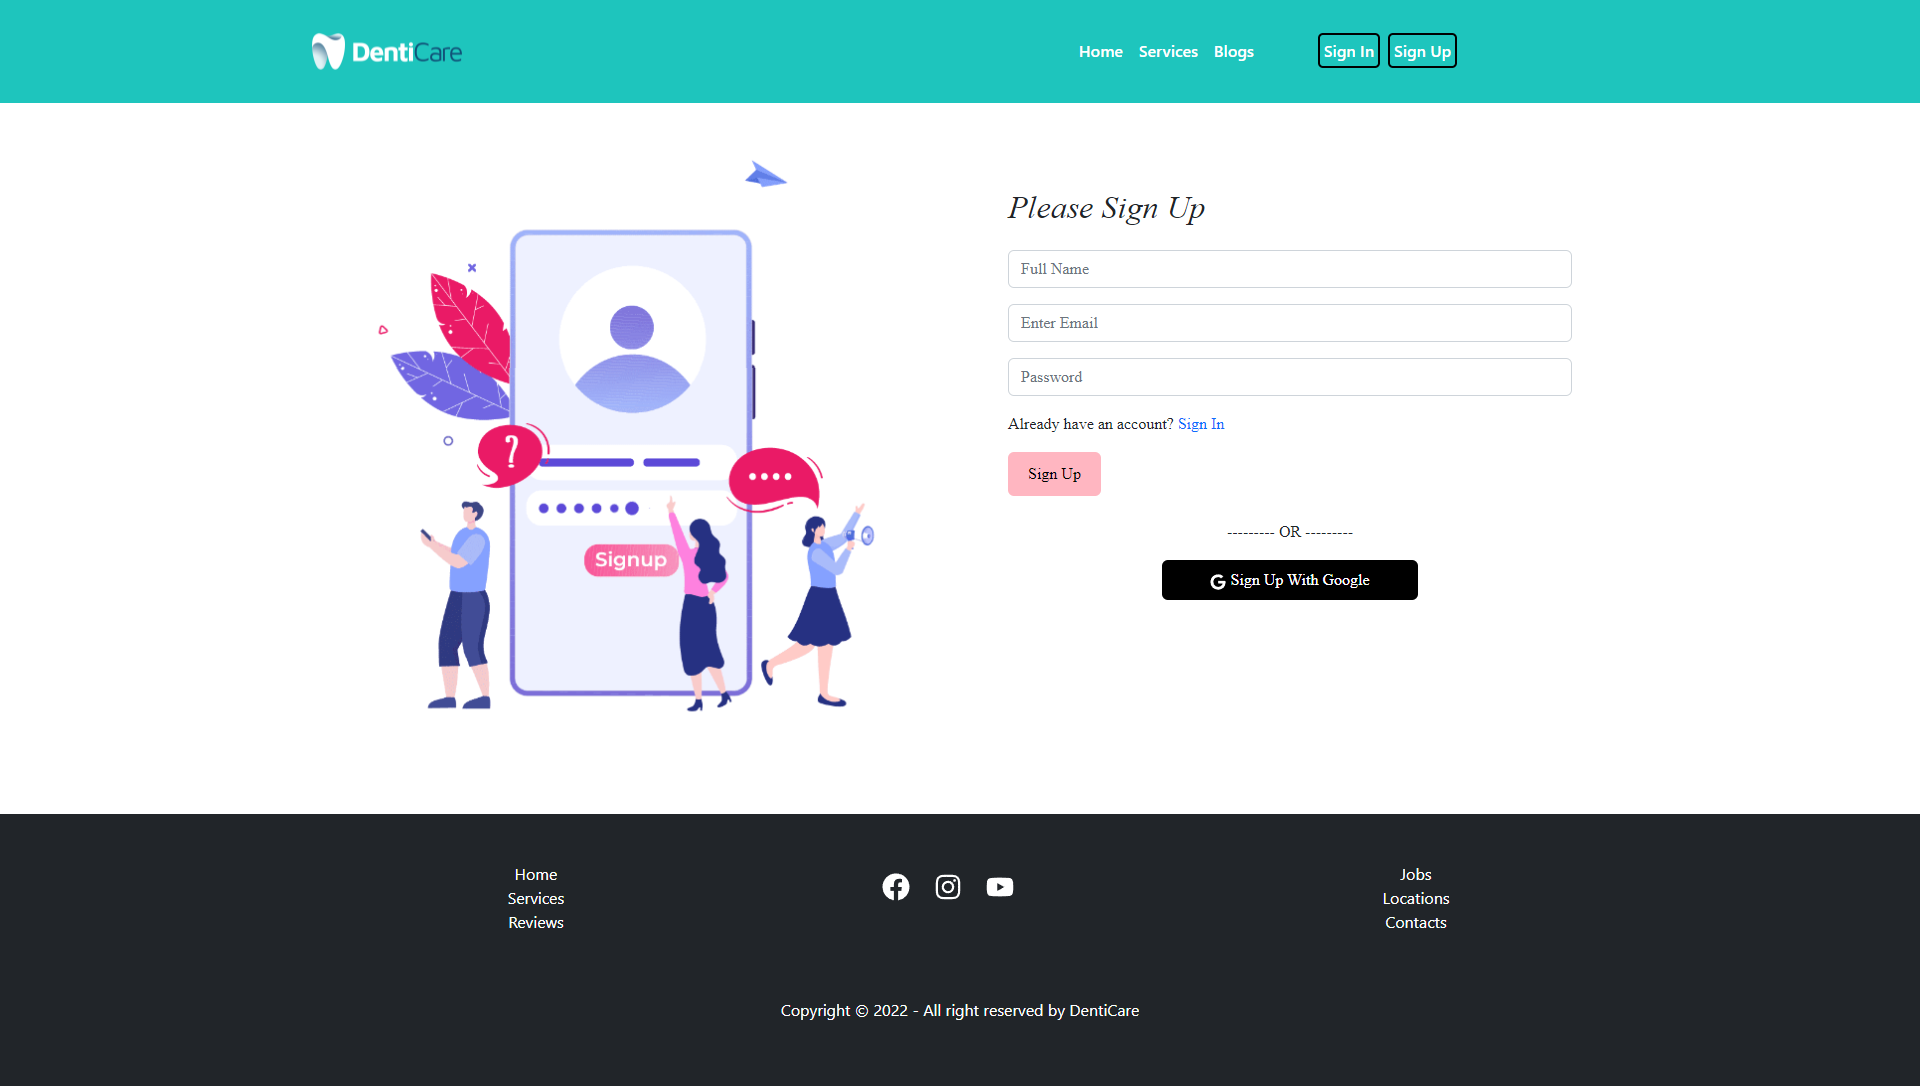 DentiCare
Home Services Blogs Sign In Sign Up
Please Sign Up
Full Name
Enter Email
Password
Already have an account? Sign In
Sign Up
--------- OR ---------
Sign Up With Google
?
Signup
Home
Services
Reviews
Jobs
Locations
Contacts
Copyright © 2022 - All right reserved by DentiCare